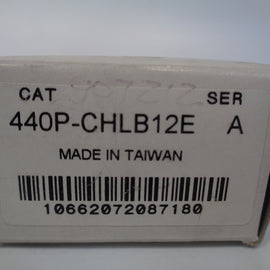 CAT SER
440P-CHLB12E A
MADE IN TAIWAN
10662072087180